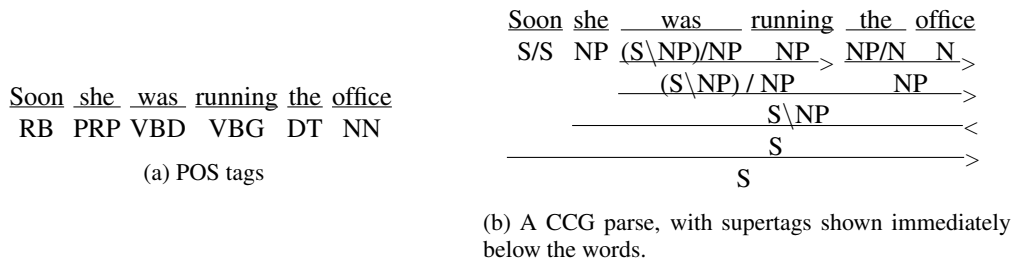 Soon she was running the office
RB PRP VBD VBG DT NN
(a) POS tags
Soon she was running the office
S/S NP (S\NP)/NP NP NP/N N
> >
(S\NP) / NP NP
>
S\NP
<
S
>
S
(b) A CCG parse, with supertags shown immediately
below the words.